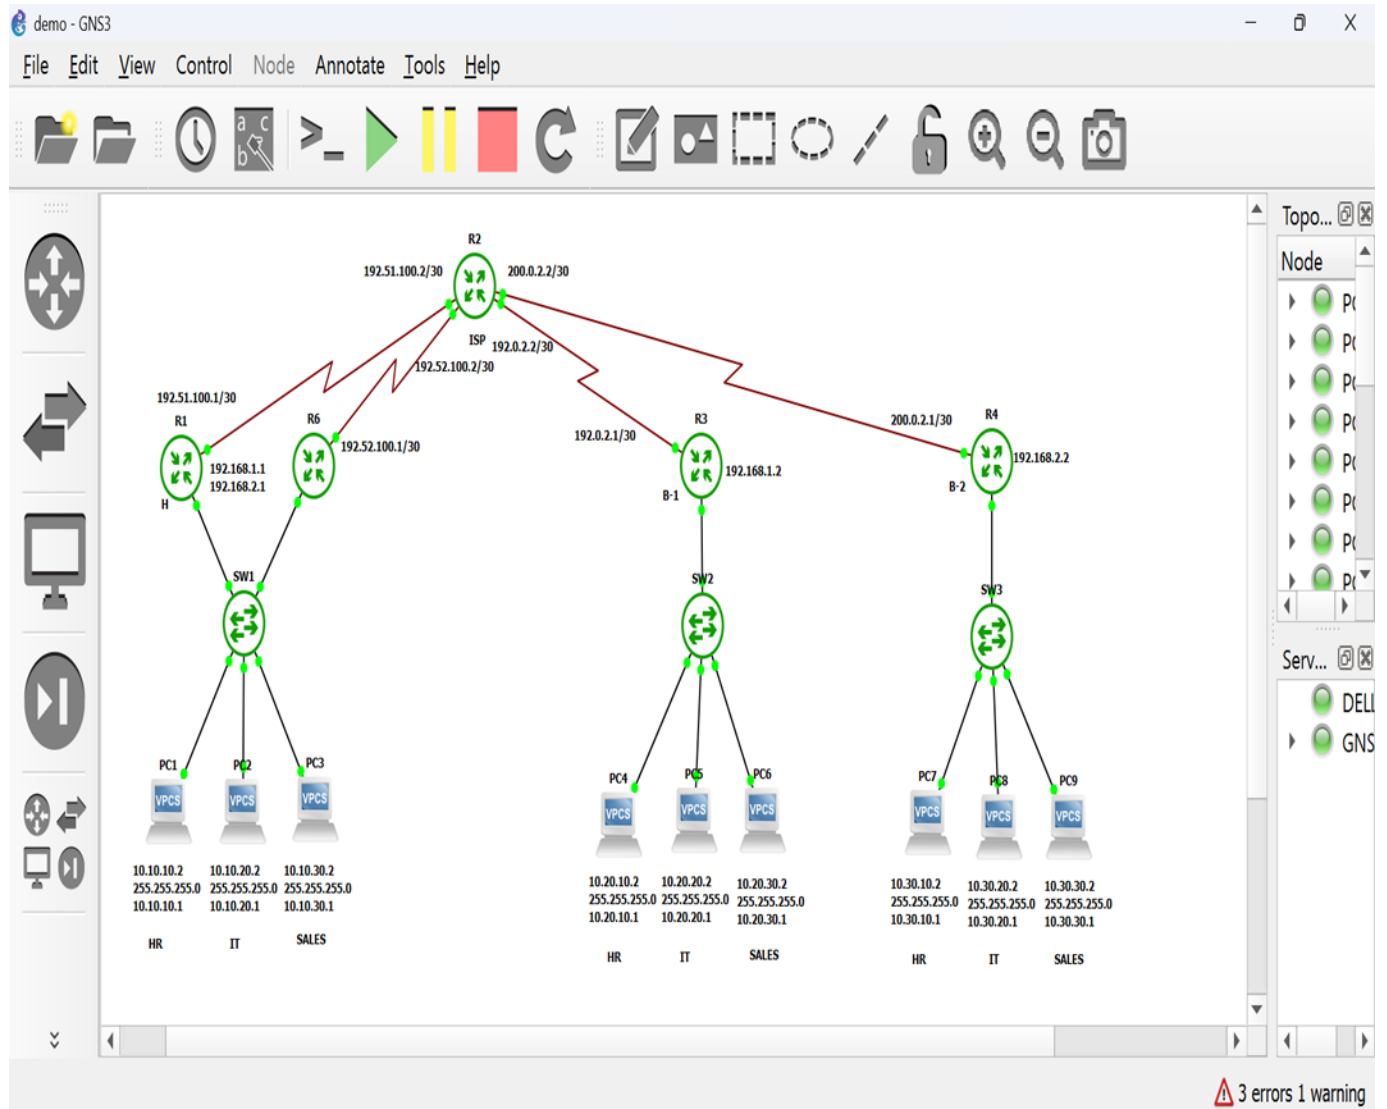 demo - GNS3
File Edit View Control Node Annotate Tools Help
a c
b
Topo...
Node
R2
192.51.100.2/30
200.0.2.2/30
ISP
192.0.2.2/30
192.52.100.2/30
192.51.100.1/30
R1
R6
192.52.100.1/30
192.168.1.1
192.168.2.1
H
R3
192.0.2.1/30
192.168.1.2
B-1
R4
200.0.2.1/30
192.168.2.2
B-2
SW1
SW2
SW3
Serv...
DELL
GNS
PC1
PC2
PC3
PC4
PC5
PC6
PC7
PC8
PC9
VPCS
VPCS
VPCS
VPCS
VPCS
VPCS
VPCS
VPCS
VPCS
10.10.10.2
255.255.255.0
10.10.10.1
HR
10.10.20.2
255.255.255.0
10.10.20.1
IT
10.10.30.2
255.255.255.0
10.10.30.1
SALES
10.20.10.2
255.255.255.0
10.20.10.1
HR
10.20.20.2
255.255.255.0
10.20.20.1
IT
10.20.30.2
255.255.255.0
10.20.30.1
SALES
10.30.10.2
255.255.255.0
10.30.10.1
HR
10.30.20.2
255.255.255.0
10.30.20.1
IT
10.30.30.2
255.255.255.0
10.30.30.1
SALES
3 errors 1 warning